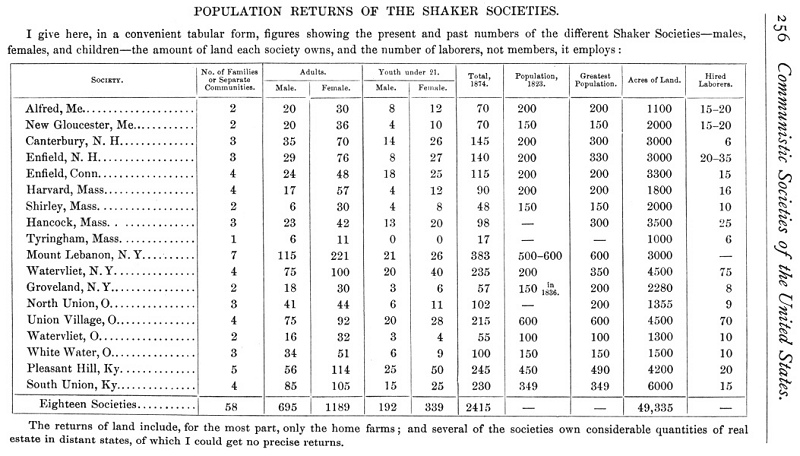 POPULATION RETURNS OF THE SHAKER SOCIETIES.
I give here, in a convenient tabular form, figures showing the present and past numbers of the different Shaker Societies—males,
females, and children—the amount of land each society owns, and the number of laborers, not members, it employs:
SOCIETY. | No. of Families or Separate Communities. | Adults. Male. | Adults. Female. | Youth under 21. Male. | Youth under 21. Female. | Total, 1874. | Population, 1823. | Greatest Population. | Acres of Land. | Hired Laborers.
Alfred, Me.................... 2 20 30 8 12 70 200 200 1100 15–20
New Gloucester, Me........... 2 20 36 4 10 70 150 150 2000 15–20
Canterbury, N. H............. 3 35 70 14 26 145 200 300 3000 6
Enfield, N. H................. 3 29 76 8 27 140 200 330 3000 20–35
Enfield, Conn................. 4 24 48 18 25 115 200 200 3300 15
Harvard, Mass................ 4 17 57 4 12 90 200 200 1800 16
Shirley, Mass................. 2 6 30 4 8 48 150 150 2000 10
Hancock, Mass. . ............. 3 23 42 13 20 98 — 300 3500 25
Tyringham, Mass............. 1 6 11 0 0 17 — — 1000 6
Mount Lebanon, N. Y......... 7 115 221 21 26 383 500–600 600 3000 —
Watervliet, N. Y.............. 4 75 100 20 40 235 200 350 4500 75
Groveland, N. Y.............. 2 18 30 3 6 57 150 in 1836. 200 2280 8
North Union, O............... 3 41 44 6 11 102 — 200 1355 9
Union Village, O.............. 4 75 92 20 28 215 600 600 4500 70
Watervliet, O................. 2 16 32 3 4 55 100 100 1300 10
White Water, O............... 3 34 51 6 9 100 150 150 1500 10
Pleasant Hill, Ky.............. 5 56 114 25 50 245 450 490 4200 20
South Union, Ky.............. 4 85 105 15 25 230 349 349 6000 15
Eighteen Societies........... 58 695 1189 192 339 2415 — — 49,335 —
The returns of land include, for the most part, only the home farms; and several of the societies own considerable quantities of real
estate in distant states, of which I could get no precise returns.
256 Communistic Societies of the United States.